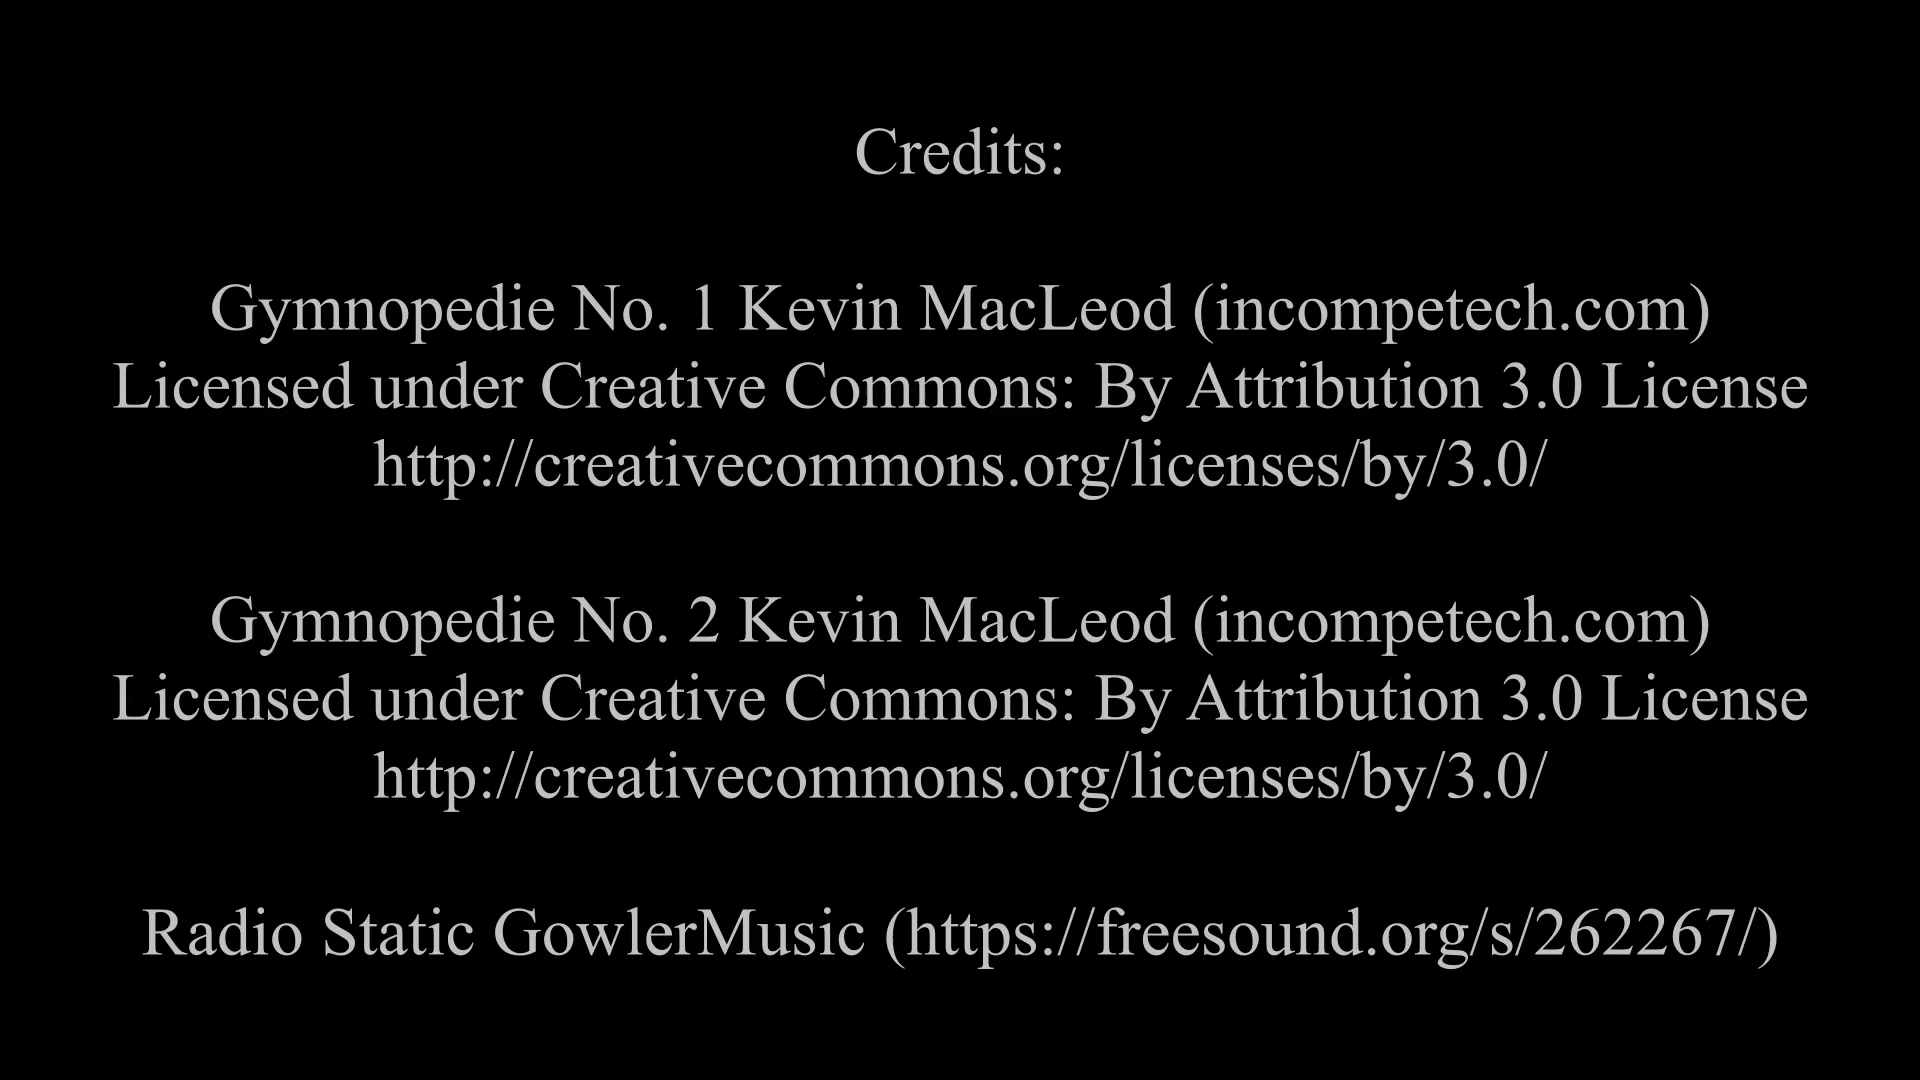 Credits:
Gymnopedie No. 1 Kevin MacLeod (incompetech.com)
Licensed under Creative Commons: By Attribution 3.0 License
http://creativecommons.org/licenses/by/3.0/
Gymnopedie No. 2 Kevin MacLeod (incompetech.com)
Licensed under Creative Commons: By Attribution 3.0 License
http://creativecommons.org/licenses/by/3.0/
Radio Static GowlerMusic (https://freesound.org/s/262267/)